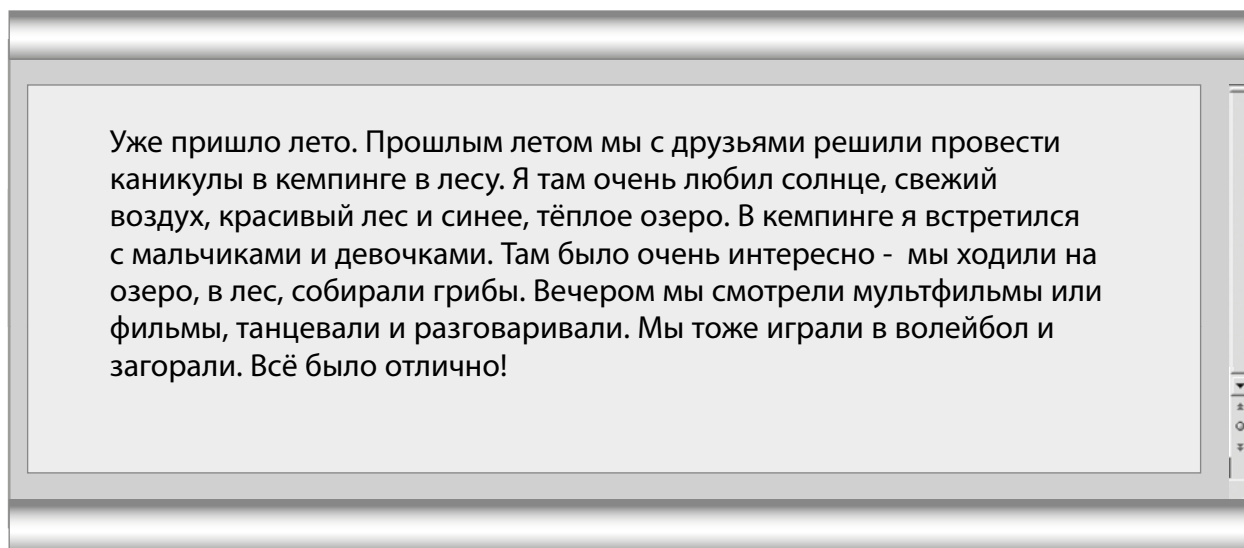 Уже пришло лето. Прошлым летом мы с друзьями решили провести
каникулы в кемпинге в лесу. Я там очень любил солнце, свежий
воздух, красивый лес и синее, тёплое озеро. В кемпинге я встретился
с мальчиками и девочками. Там было очень интересно -  мы ходили на
озеро, в лес, собирали грибы. Вечером мы смотрели мультфильмы или
фильмы, танцевали и разговаривали. Мы тоже играли в волейбол и
загорали. Всё было отлично!